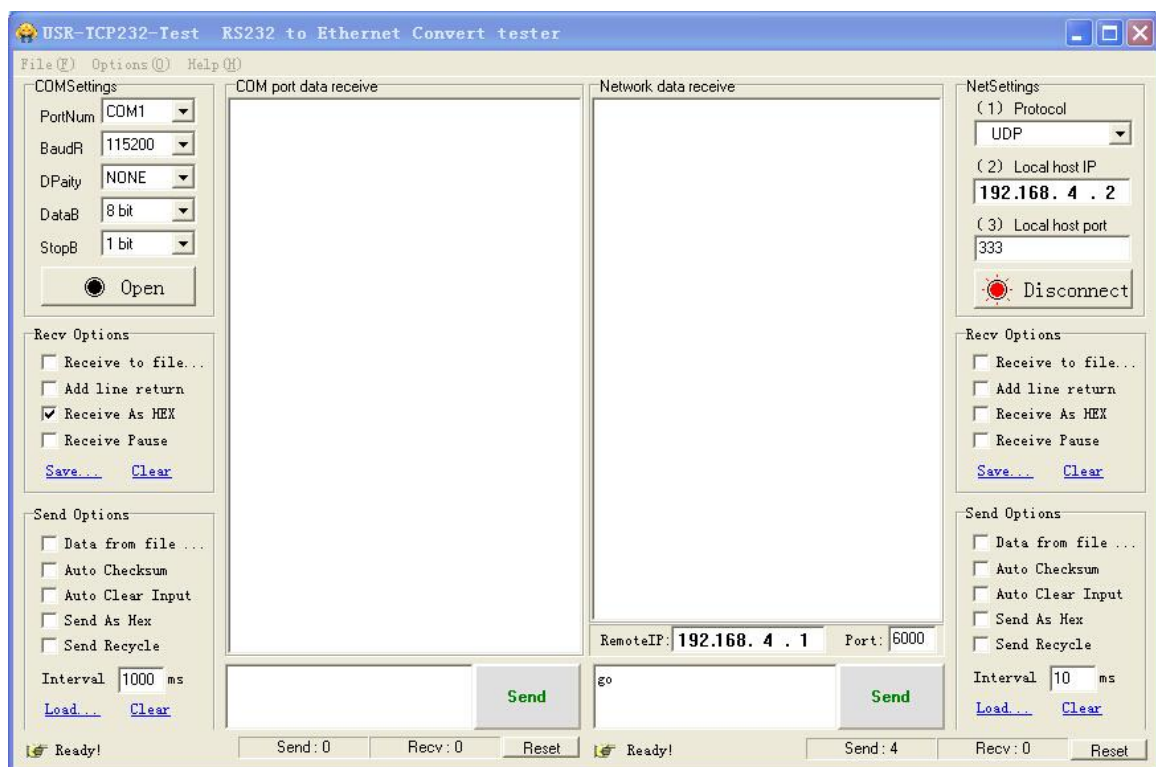 USR-TCP232-Test RS232 to Ethernet Convert tester
File(F) Options(O) Help(H)
COMSettings
PortNum COM1
BaudR 115200
DPaity NONE
DataB 8 bit
StopB 1 bit
Open
Recv Options
Receive to file...
Add line return
Receive As HEX
Receive Pause
Save... Clear
Send Options
Data from file ...
Auto Checksum
Auto Clear Input
Send As Hex
Send Recycle
Interval 1000 ms
Load... Clear
Ready!
COM port data receive
Send
Send : 0 Recv : 0 Reset
Network data receive
RemoteIP: 192.168. 4 . 1 Port: 6000
go
Send
Ready! Send : 4 Recv : 0 Reset
NetSettings
(1) Protocol
UDP
(2) Local host IP
192.168. 4 . 2
(3) Local host port
333
Disconnect
Recv Options
Receive to file...
Add line return
Receive As HEX
Receive Pause
Save... Clear
Send Options
Data from file ...
Auto Checksum
Auto Clear Input
Send As Hex
Send Recycle
Interval 10 ms
Load... Clear